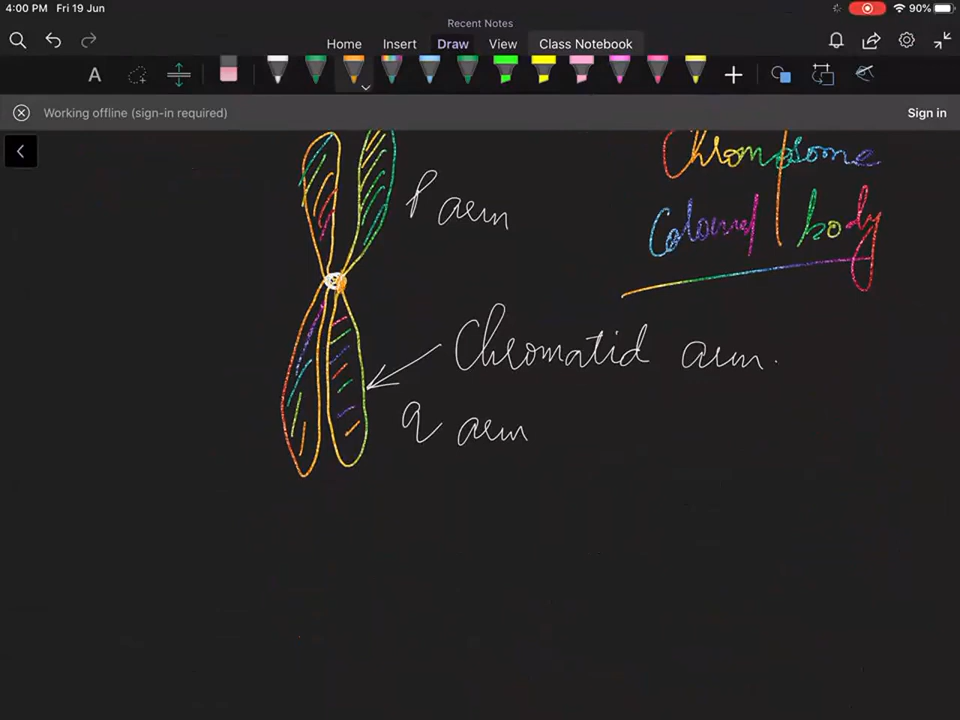 4:00 PM Fri 19 Jun
90%
Recent Notes
Home Insert Draw View Class Notebook
A
Working offline (sign-in required)
Sign in
Chromosome
Coloured body
P arm
Chromatid arm.
q arm